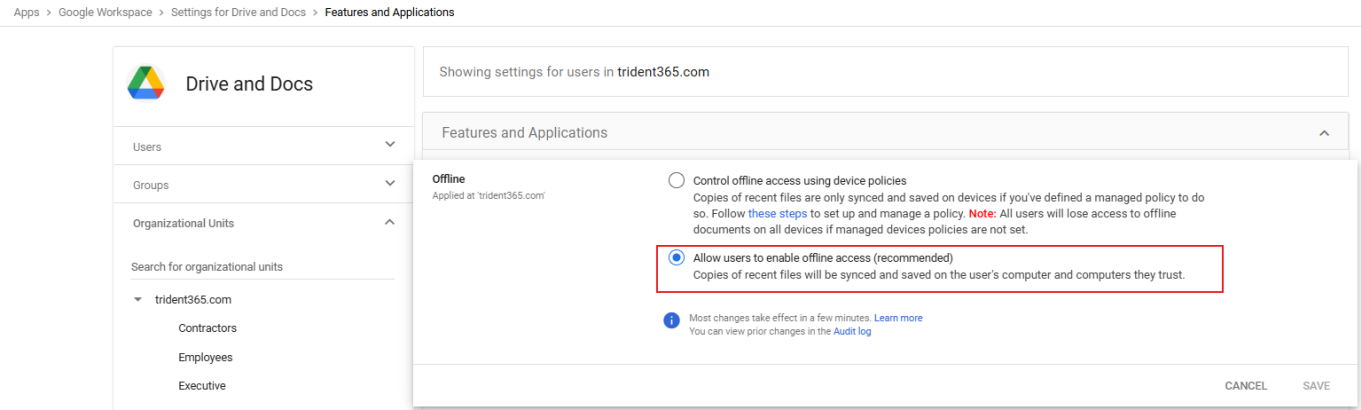 Apps > Google Workspace > Settings for Drive and Docs > Features and Applications
Drive and Docs
Users
Groups
Organizational Units
Search for organizational units
trident365.com
Contractors
Employees
Executive
Showing settings for users in trident365.com
Features and Applications
Offline
Applied at 'trident365.com'
Control offline access using device policies
Copies of recent files are only synced and saved on devices if you've defined a managed policy to do
so. Follow these steps to set up and manage a policy. Note: All users will lose access to offline
documents on all devices if managed devices policies are not set.
Allow users to enable offline access (recommended)
Copies of recent files will be synced and saved on the user's computer and computers they trust.
Most changes take effect in a few minutes. Learn more
You can view prior changes in the Audit log
CANCEL
SAVE